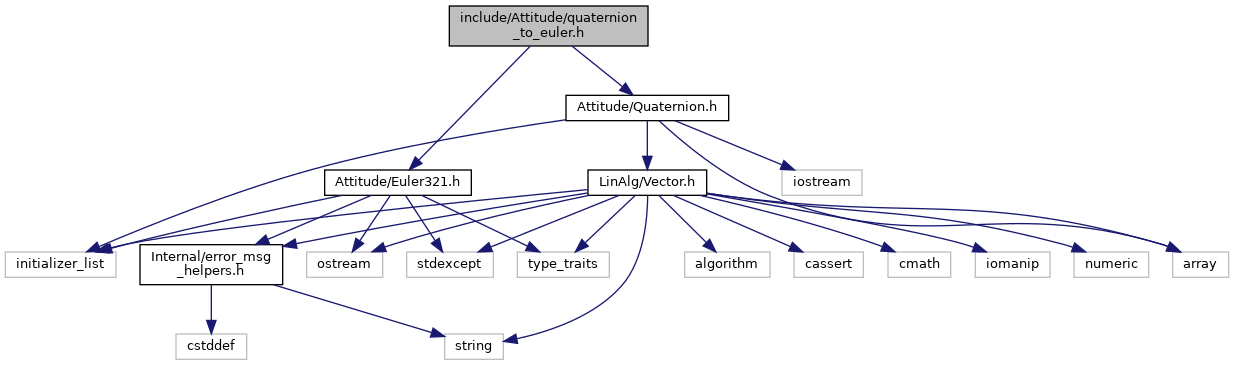 include/Attitude/quaternion
_to_euler.h
Attitude/Quaternion.h
Attitude/Euler321.h
LinAlg/Vector.h
iostream
initializer_list
Internal/error_msg
_helpers.h
ostream
stdexcept
type_traits
algorithm
cassert
cmath
iomanip
numeric
array
cstddef
string